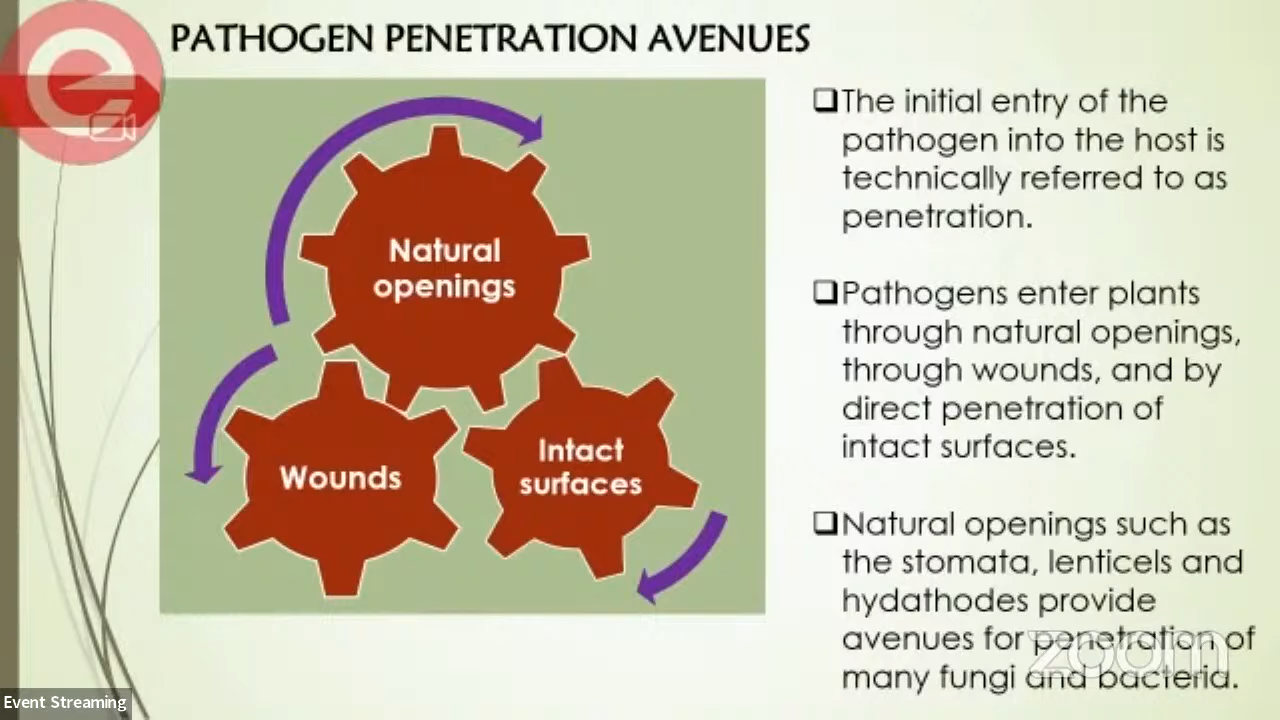 PATHOGEN PENETRATION AVENUES
Natural
openings
Wounds
Intact
surfaces
❑The initial entry of the
pathogen into the host is
technically referred to as
penetration.
❑Pathogens enter plants
through natural openings,
through wounds, and by
direct penetration of
intact surfaces.
❑Natural openings such as
the stomata, lenticels and
hydathodes provide
avenues for penetration of
many fungi and bacteria.
zoom
Event Streaming